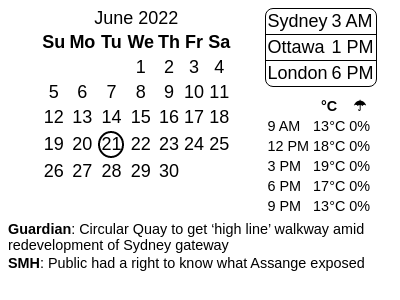 June 2022
Su Mo Tu We Th Fr Sa
1 2 3 4
5 6 7 8 9 10 11
12 13 14 15 16 17 18
19 20 21 22 23 24 25
26 27 28 29 30
Sydney 3 AM
Ottawa 1 PM
London 6 PM
°C ☂
9 AM 13°C 0%
12 PM 18°C 0%
3 PM 19°C 0%
6 PM 17°C 0%
9 PM 13°C 0%
Guardian: Circular Quay to get ‘high line’ walkway amid
redevelopment of Sydney gateway
SMH: Public had a right to know what Assange exposed